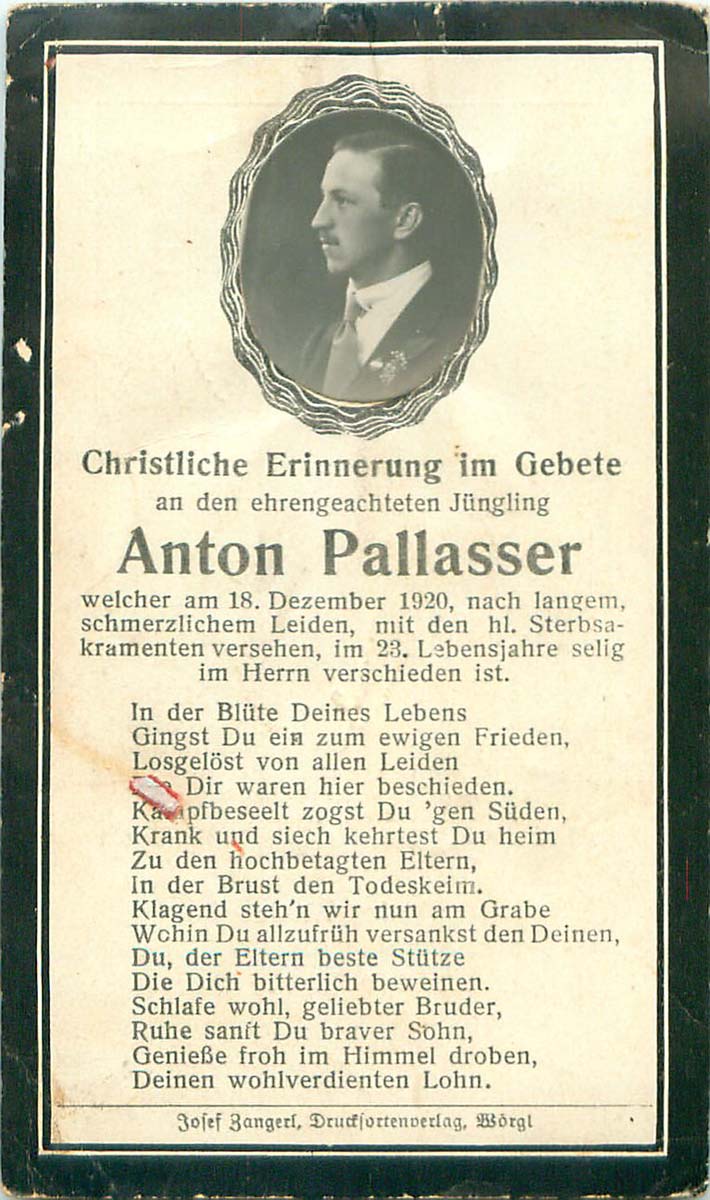 Christliche Erinnerung im Gebete
an den ehrengeachteten Jüngling
Anton Pallasser
welcher am 18. Dezember 1920, nach langem,
schmerzlichem Leiden, mit den hl. Sterbsa-
kramenten versehen, im 23. Lebensjahre selig
im Herrn verschieden ist.
In der Blüte Deines Lebens
Gingst Du ein zum ewigen Frieden,
Losgelöst von allen Leiden
Die Dir waren hier beschieden.
Kampfbeseelt zogst Du 'gen Süden,
Krank und siech kehrtest Du heim
Zu den hochbetagten Eltern,
In der Brust den Todeskeim.
Klagend steh'n wir nun am Grabe
Wohin Du allzufrüh versankst den Deinen,
Du, der Eltern beste Stütze
Die Dich bitterlich beweinen.
Schlafe wohl, geliebter Bruder,
Ruhe sanft Du braver Sohn,
Genieße froh im Himmel droben,
Deinen wohlverdienten Lohn.
Josef Zangerl, Drucksortenverlag, Wörgl